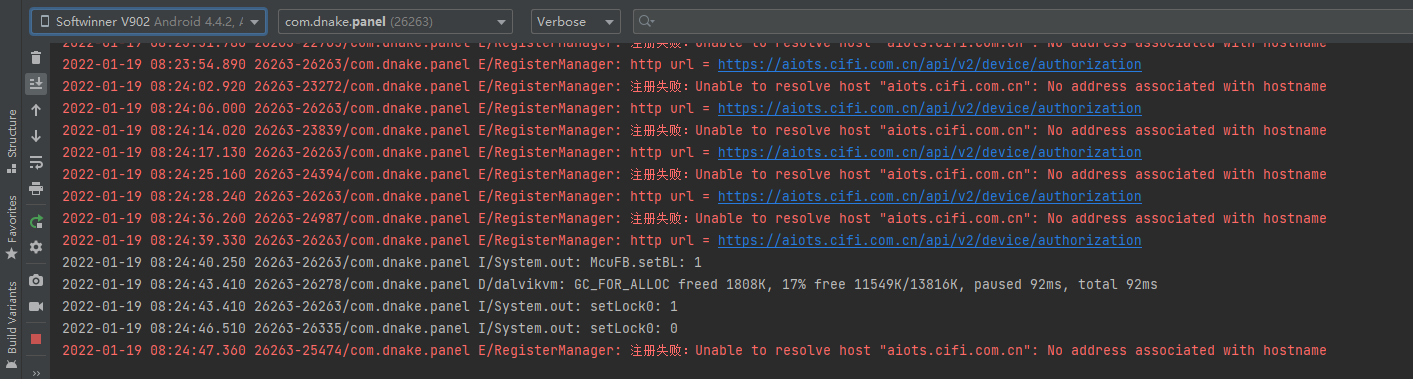 Softwinner V902 Android 4.4.2, A
com.dnake.panel (26263)
Verbose
2022-01-19 08:23:54.890 26263-26263/com.dnake.panel E/RegisterManager: http url = https://aiots.cifi.com.cn/api/v2/device/authorization
2022-01-19 08:24:02.920 26263-23272/com.dnake.panel E/RegisterManager: 注册失败：Unable to resolve host "aiots.cifi.com.cn": No address associated with hostname
2022-01-19 08:24:06.000 26263-26263/com.dnake.panel E/RegisterManager: http url = https://aiots.cifi.com.cn/api/v2/device/authorization
2022-01-19 08:24:14.020 26263-23839/com.dnake.panel E/RegisterManager: 注册失败：Unable to resolve host "aiots.cifi.com.cn": No address associated with hostname
2022-01-19 08:24:17.130 26263-26263/com.dnake.panel E/RegisterManager: http url = https://aiots.cifi.com.cn/api/v2/device/authorization
2022-01-19 08:24:25.160 26263-24394/com.dnake.panel E/RegisterManager: 注册失败：Unable to resolve host "aiots.cifi.com.cn": No address associated with hostname
2022-01-19 08:24:28.240 26263-26263/com.dnake.panel E/RegisterManager: http url = https://aiots.cifi.com.cn/api/v2/device/authorization
2022-01-19 08:24:36.260 26263-24987/com.dnake.panel E/RegisterManager: 注册失败：Unable to resolve host "aiots.cifi.com.cn": No address associated with hostname
2022-01-19 08:24:39.330 26263-26263/com.dnake.panel E/RegisterManager: http url = https://aiots.cifi.com.cn/api/v2/device/authorization
2022-01-19 08:24:40.250 26263-26263/com.dnake.panel I/System.out: McuFB.setBL: 1
2022-01-19 08:24:43.410 26263-26278/com.dnake.panel D/dalvikvm: GC_FOR_ALLOC freed 1808K, 17% free 11549K/13816K, paused 92ms, total 92ms
2022-01-19 08:24:43.410 26263-26263/com.dnake.panel I/System.out: setLock0: 1
2022-01-19 08:24:46.510 26263-26335/com.dnake.panel I/System.out: setLock0: 0
2022-01-19 08:24:47.360 26263-25474/com.dnake.panel E/RegisterManager: 注册失败：Unable to resolve host "aiots.cifi.com.cn": No address associated with hostname
Structure
Favorites
Build Variants